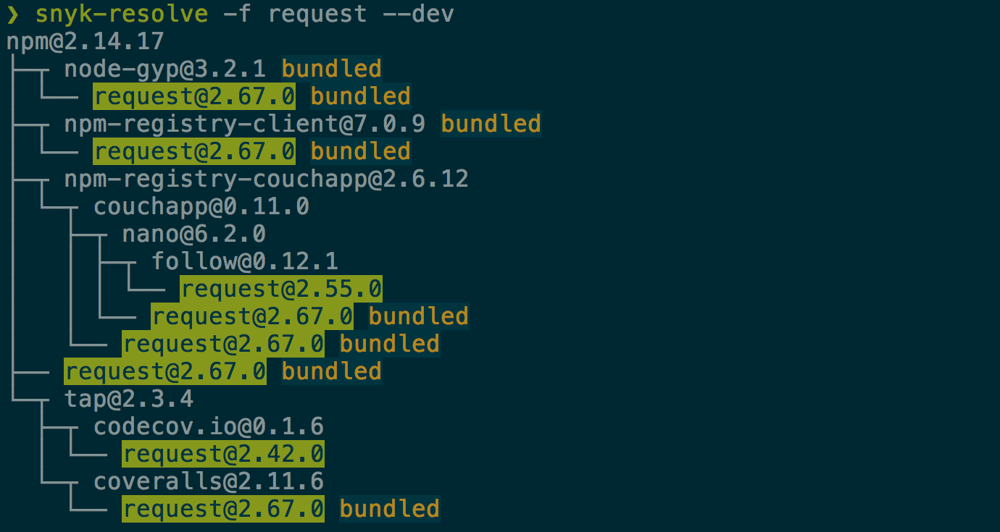 ❯ snyk-resolve -f request --dev
npm@2.14.17
├─┬ node-gyp@3.2.1 bundled
│ └── request@2.67.0 bundled
├─┬ npm-registry-client@7.0.9 bundled
│ └── request@2.67.0 bundled
├─┬ npm-registry-couchapp@2.6.12
│ └─┬ couchapp@0.11.0
│   ├─┬ nano@6.2.0
│   │ ├─┬ follow@0.12.1
│   │ │ └── request@2.55.0
│   │ └── request@2.67.0 bundled
│   └── request@2.67.0 bundled
├── request@2.67.0 bundled
└─┬ tap@2.3.4
  ├─┬ codecov.io@0.1.6
  │ └── request@2.42.0
  └─┬ coveralls@2.11.6
    └── request@2.67.0 bundled